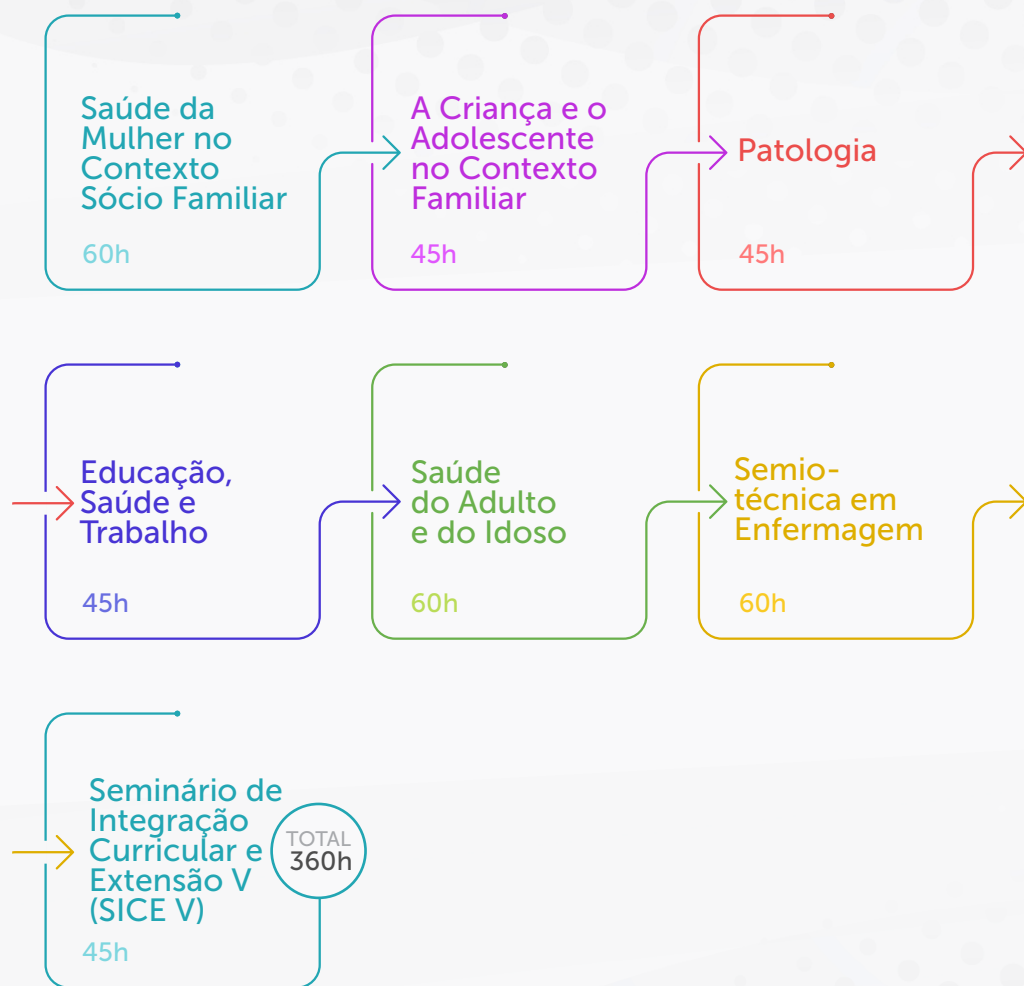 Saúde da
Mulher no
Contexto
Sócio Familiar
60h
A Criança e o
Adolescente
no Contexto
Familiar
45h
Patologia
45h
Educação,
Saúde e
Trabalho
45h
Saúde
do Adulto
e do Idoso
60h
Semio-
técnica em
Enfermagem
60h
Seminário de
Integração
Curricular e
Extensão V
(SICE V)
45h
TOTAL
360h